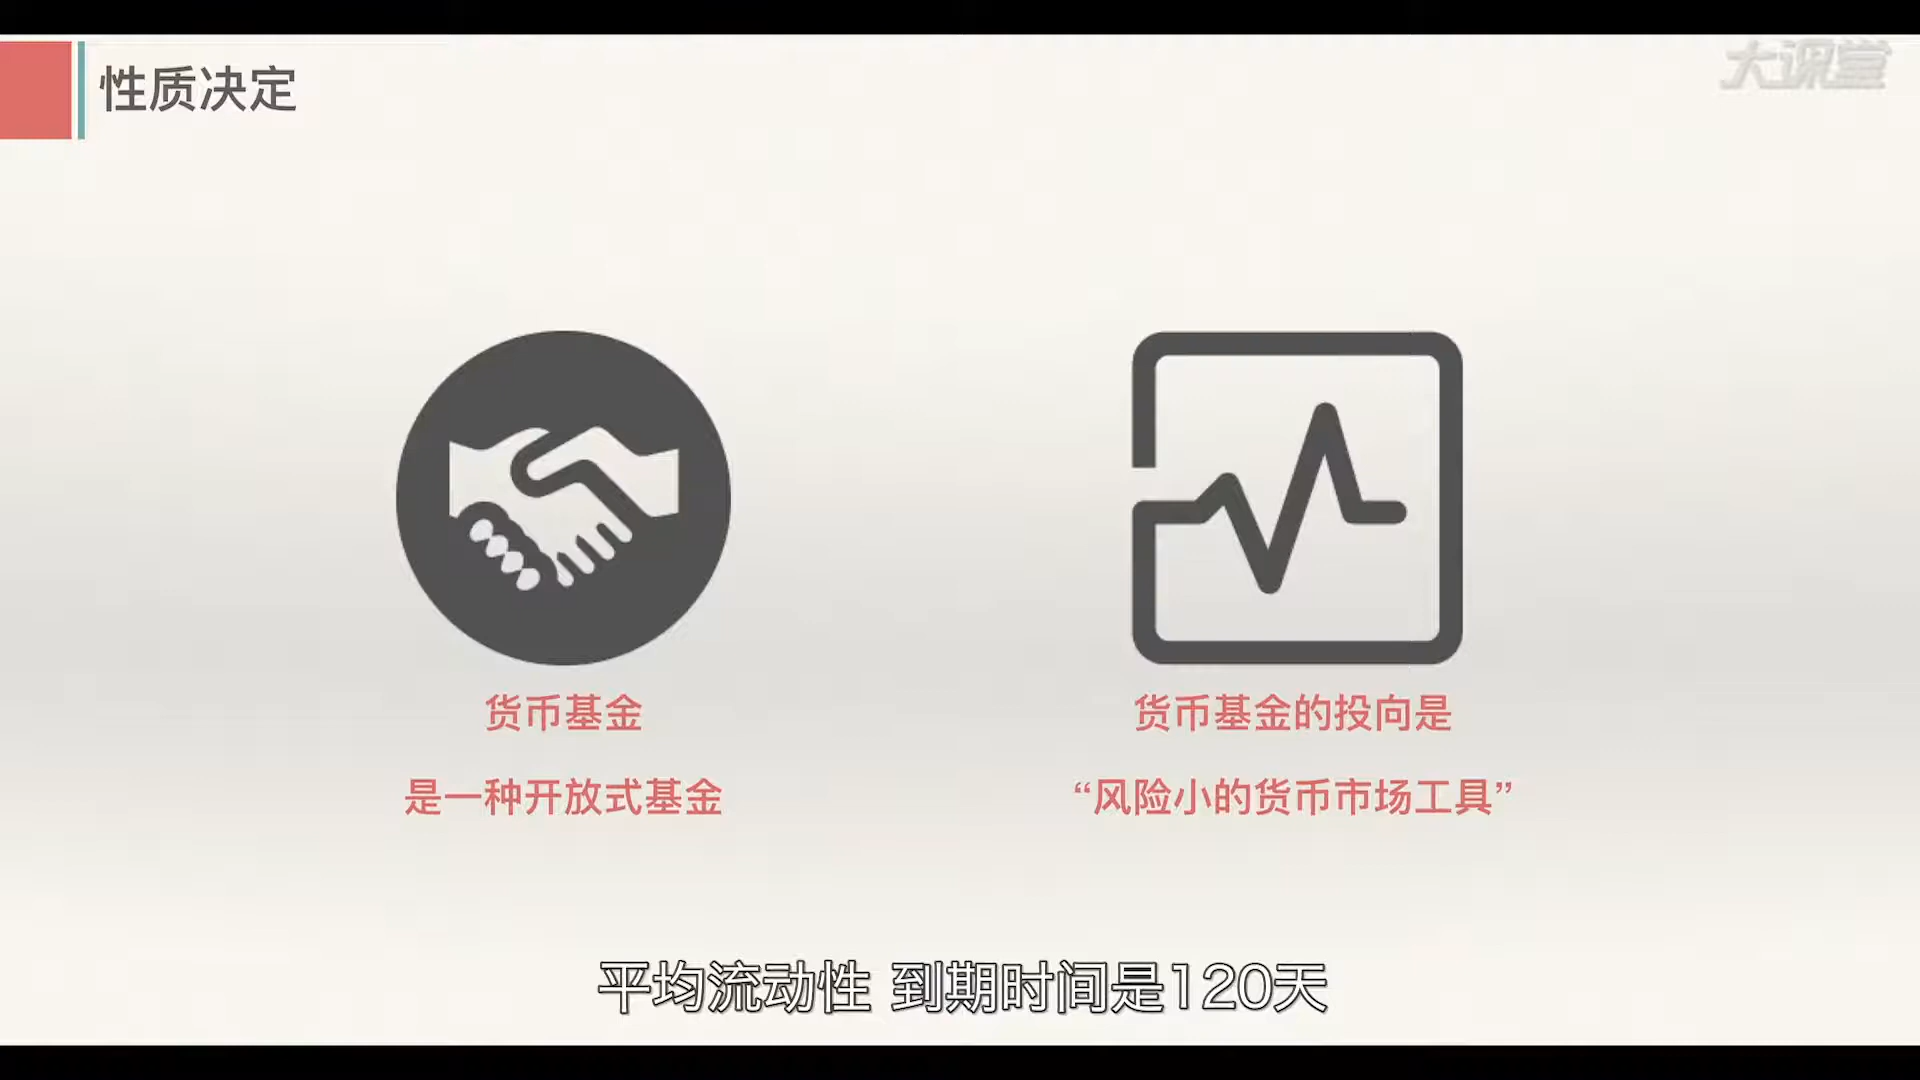 性质决定
大课堂
货币基金
是一种开放式基金
货币基金的投向是
“风险小的货币市场工具”
平均流动性 到期时间是120天